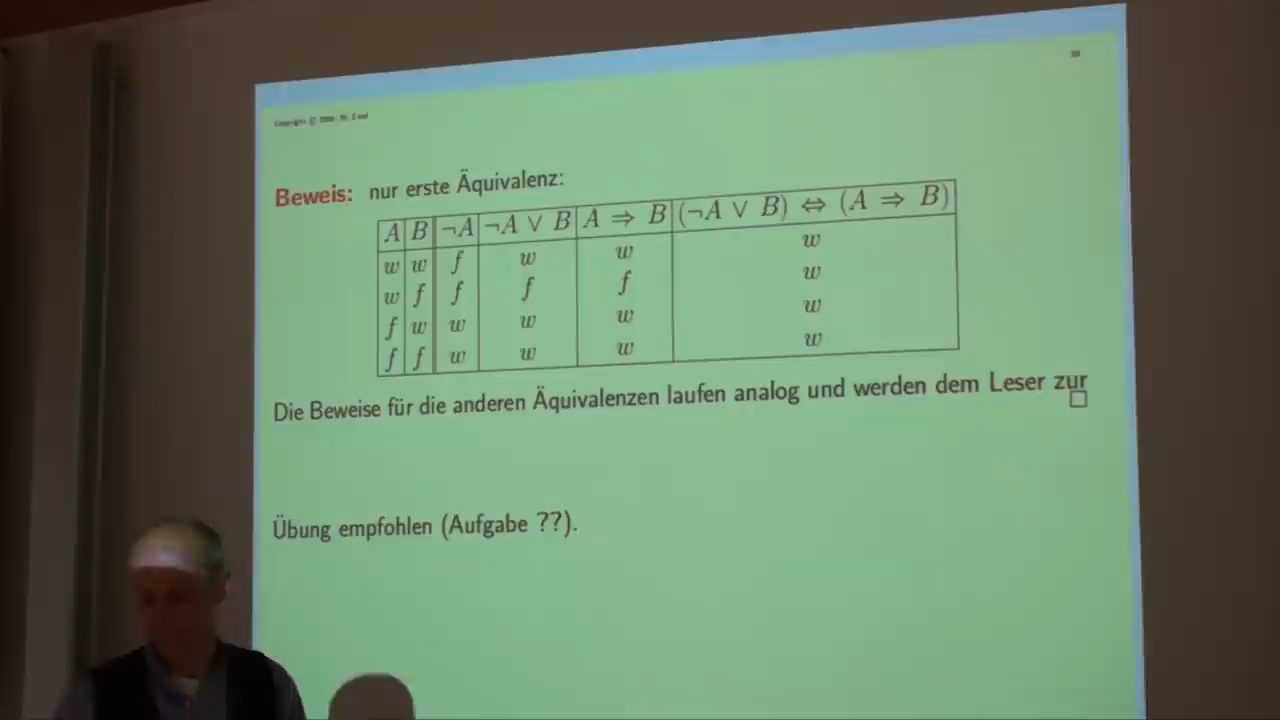 Beweis: nur erste Äquivalenz:
A B ¬A ¬A ∨ B A ⇒ B (¬A ∨ B) ⇔ (A ⇒ B)
w w f w w w
w f f f f w
f w w w w w
f f w w w w
Die Beweise für die anderen Äquivalenzen laufen analog und werden dem Leser zur
□
Übung empfohlen (Aufgabe ??).